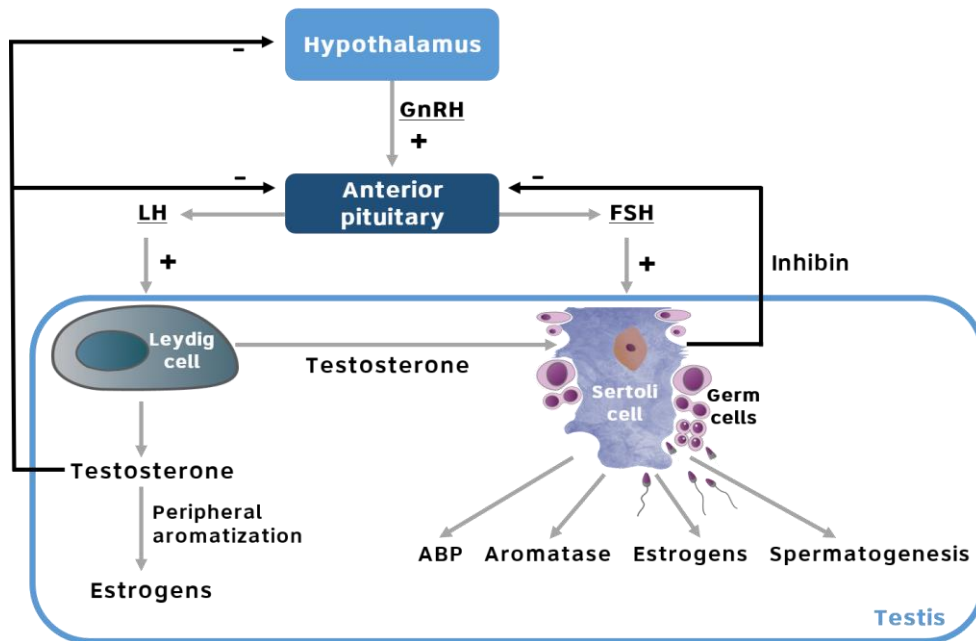 Hypothalamus
-
GnRH
+
-
Anterior
pituitary
-
LH
FSH
+
+
Inhibin
Leydig
cell
Testosterone
Sertoli
cell
Germ
cells
Testosterone
Peripheral
aromatization
ABP
Aromatase
Estrogens
Spermatogenesis
Estrogens
Testis